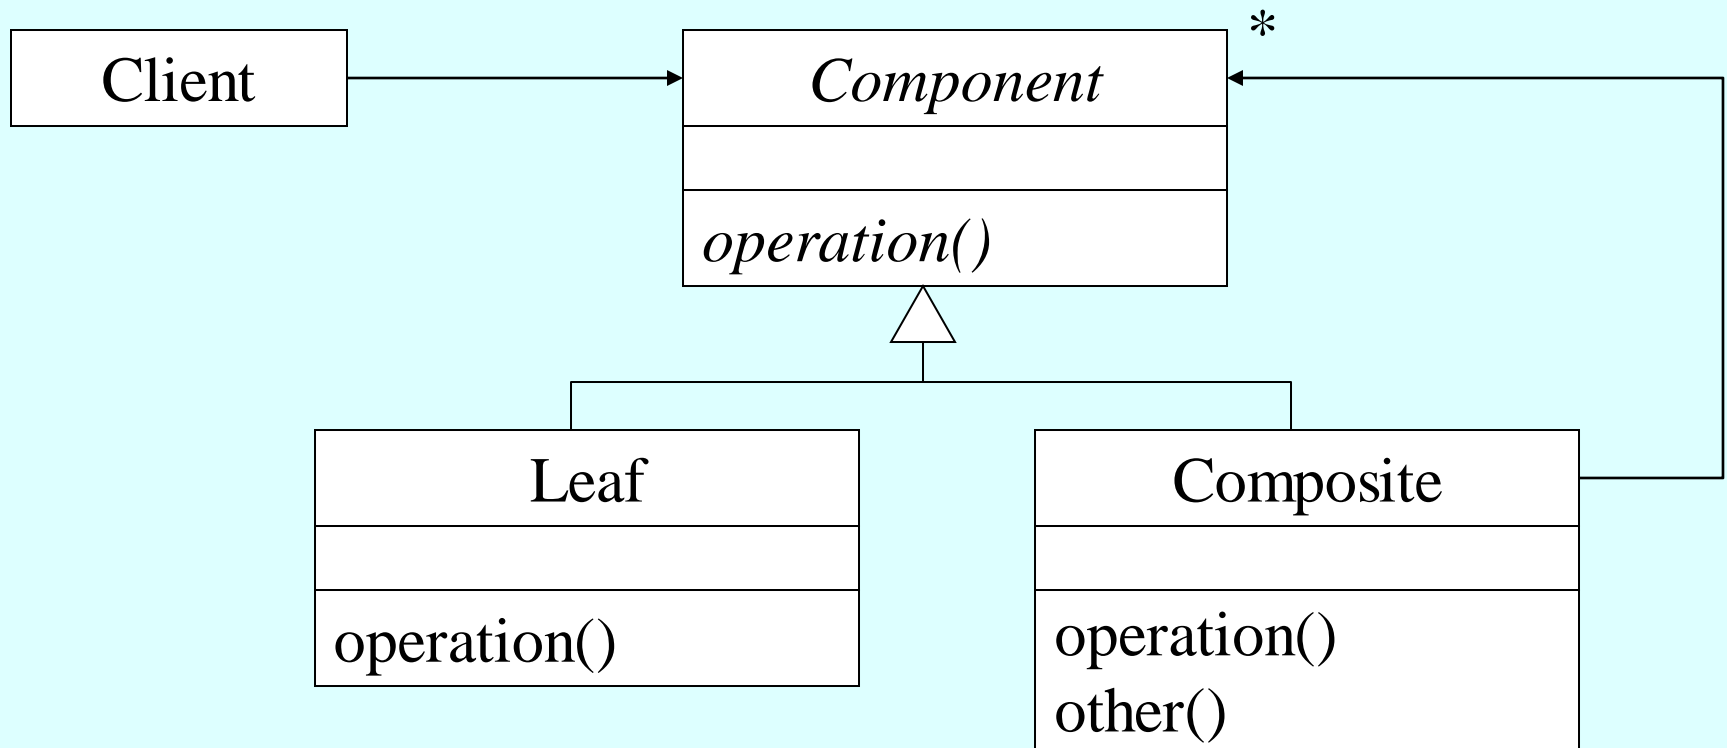 Client
Component
*
operation()
Leaf
operation()
Composite
operation()
other()